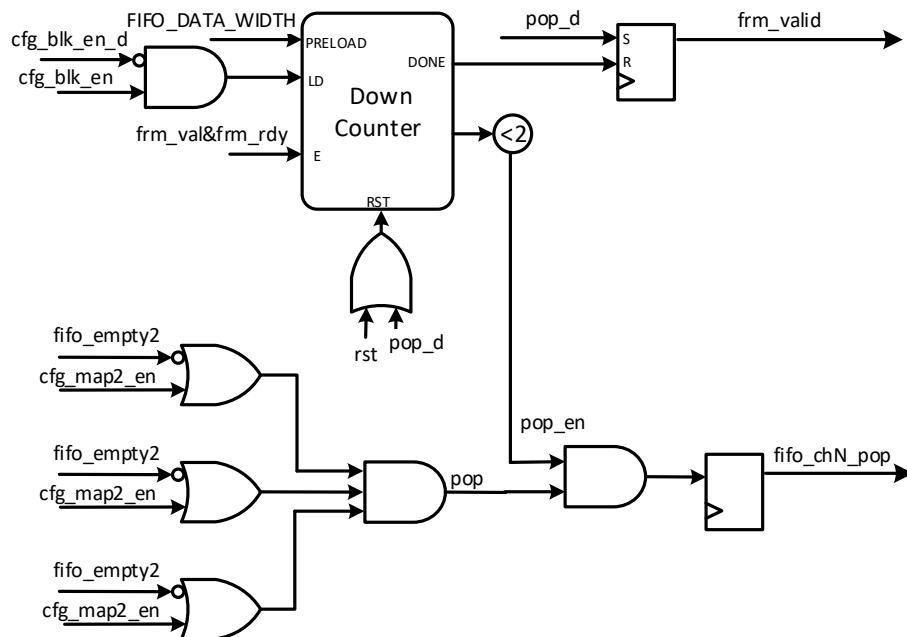 FIFO_DATA_WIDTH
pop_d
frm_valid
cfg_blk_en_d
cfg_blk_en
PRELOAD
LD
DONE
S
R
Down
Counter
<2
frm_val&frm_rdy
E
RST
rst
pop_d
fifo_empty2
cfg_map2_en
pop_en
fifo_empty2
cfg_map2_en
pop
fifo_chN_pop
fifo_empty2
cfg_map2_en